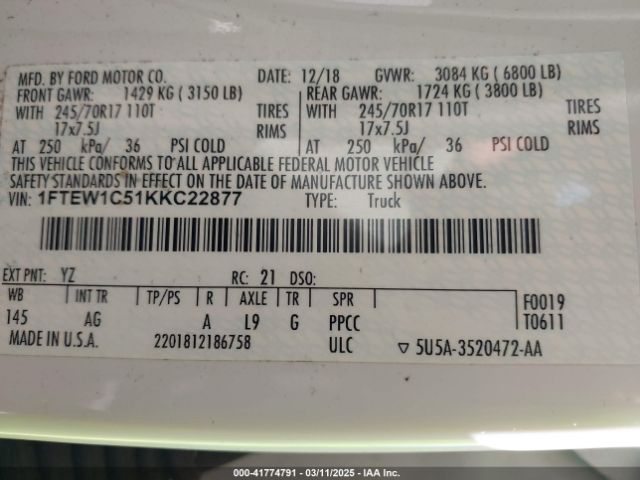 MFD. BY FORD MOTOR CO. DATE: 12/18 GVWR: 3084 KG ( 6800 LB)
FRONT GAWR: 1429 KG ( 3150 LB) REAR GAWR: 1724 KG ( 3800 LB)
WITH 245/70R17 110T TIRES WITH 245/70R17 110T TIRES
17x7.5J RIMS 17x7.5J RIMS
AT 250 kPa/ 36 PSI COLD AT 250 kPa/ 36 PSI COLD
THIS VEHICLE CONFORMS TO ALL APPLICABLE FEDERAL MOTOR VEHICLE
SAFTY STANDARDS IN EFFECT ON THE DATE OF MANUFACTURE SHOWN ABOVE.
VIN: 1FTEW1C51KKC22877 TYPE: Truck
EXT PNT: YZ RC: 21 DSO:
WB INT TR TP/PS R AXLE TR SPR F0019
145 AG A L9 G PPCC T0611
MADE IN U.S.A. 2201812186758 ULC ▽ 5U5A-3520472-AA
000-41774791 - 03/11/2025 - IAA Inc.